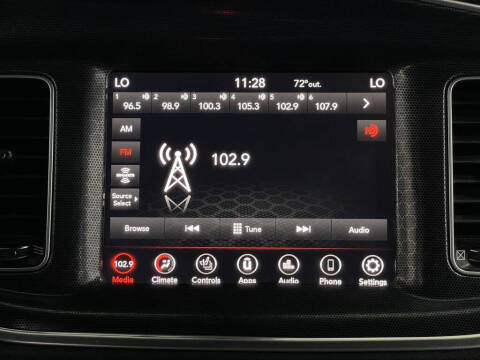 LO 11:28 72°out. LO
1 2 3 4 5 6
96.5 98.9 100.3 105.3 102.9 107.9
AM
FM
102.9
Source
Select
Browse Tune Audio
102.9
Media Climate Controls Apps Audio Phone Settings